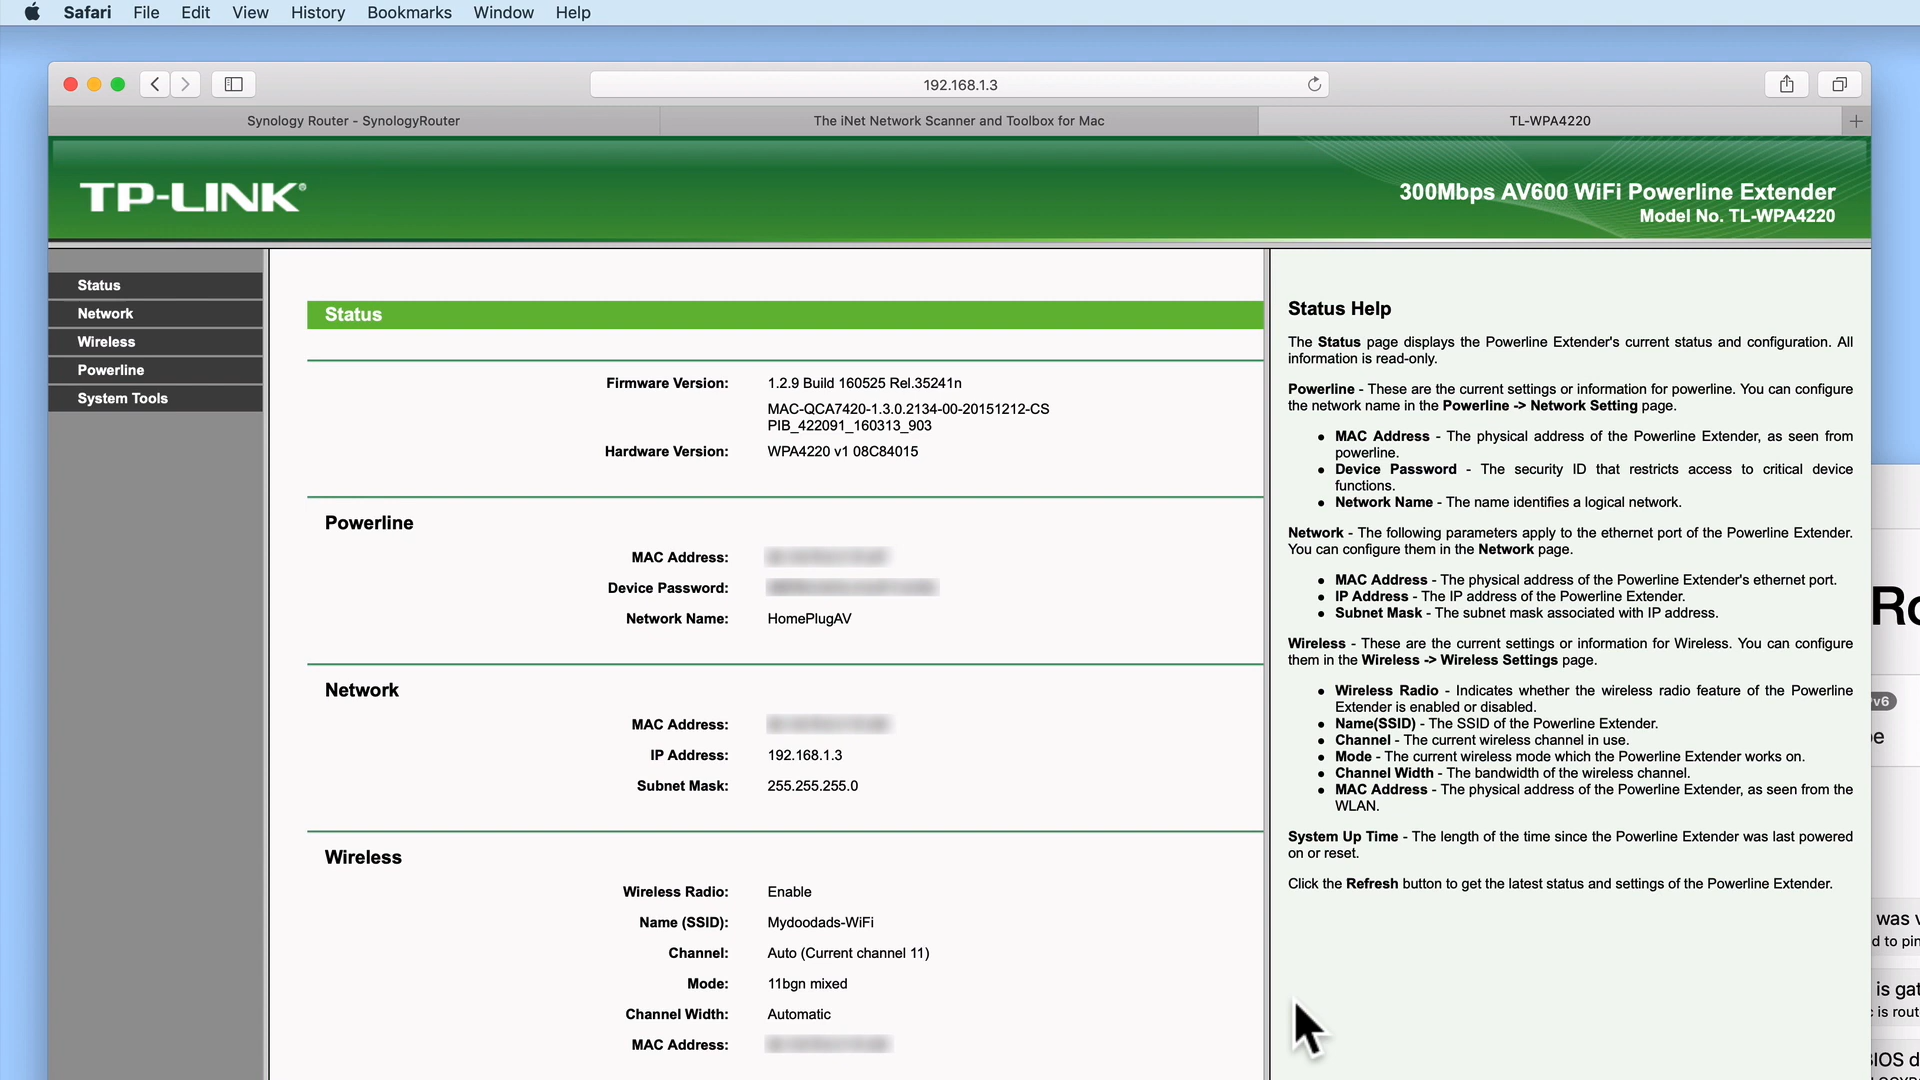 Safari File Edit View History Bookmarks Window Help
192.168.1.3
Synology Router - SynologyRouter
The iNet Network Scanner and Toolbox for Mac
TL-WPA4220
TP-LINK®
300Mbps AV600 WiFi Powerline Extender
Model No. TL-WPA4220
Status
Network
Wireless
Powerline
System Tools
Status
Firmware Version: 1.2.9 Build 160525 Rel.35241n
MAC-QCA7420-1.3.0.2134-00-20151212-CS
PIB_422091_160313_903
Hardware Version: WPA4220 v1 08C84015
Powerline
MAC Address:
Device Password:
Network Name: HomePlugAV
Network
MAC Address:
IP Address: 192.168.1.3
Subnet Mask: 255.255.255.0
Wireless
Wireless Radio: Enable
Name (SSID): Mydoodads-WiFi
Channel: Auto (Current channel 11)
Mode: 11bgn mixed
Channel Width: Automatic
MAC Address:
Status Help
The Status page displays the Powerline Extender's current status and configuration. All
information is read-only.
Powerline - These are the current settings or information for powerline. You can configure
the network name in the Powerline -> Network Setting page.
• MAC Address - The physical address of the Powerline Extender, as seen from
powerline.
• Device Password - The security ID that restricts access to critical device
functions.
• Network Name - The name identifies a logical network.
Network - The following parameters apply to the ethernet port of the Powerline Extender.
You can configure them in the Network page.
• MAC Address - The physical address of the Powerline Extender's ethernet port.
• IP Address - The IP address of the Powerline Extender.
• Subnet Mask - The subnet mask associated with IP address.
Wireless - These are the current settings or information for Wireless. You can configure
them in the Wireless -> Wireless Settings page.
• Wireless Radio - Indicates whether the wireless radio feature of the Powerline
Extender is enabled or disabled.
• Name(SSID) - The SSID of the Powerline Extender.
• Channel - The current wireless channel in use.
• Mode - The current wireless mode which the Powerline Extender works on.
• Channel Width - The bandwidth of the wireless channel.
• MAC Address - The physical address of the Powerline Extender, as seen from the
WLAN.
System Up Time - The length of the time since the Powerline Extender was last powered
on or reset.
Click the Refresh button to get the latest status and settings of the Powerline Extender.
Ro
v6
was v
d to pin
is gat
is rout
IOS d